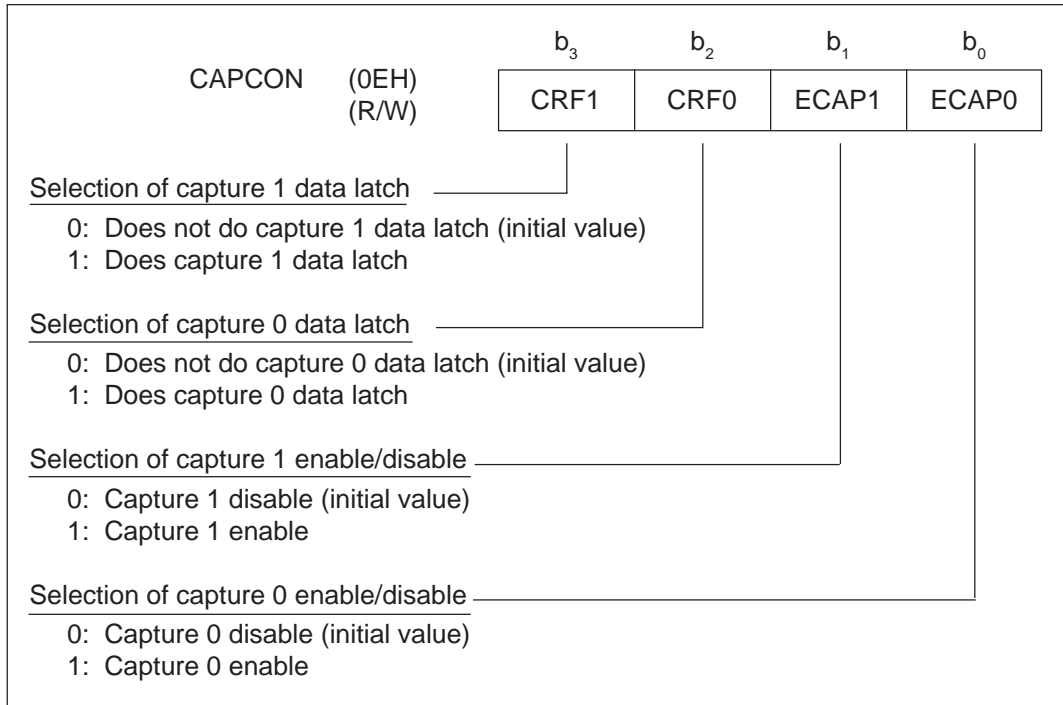 b3 b2 b1 b0
CAPCON (0EH)
(R/W)
CRF1 CRF0 ECAP1 ECAP0
Selection of capture 1 data latch
0: Does not do capture 1 data latch (initial value)
1: Does capture 1 data latch
Selection of capture 0 data latch
0: Does not do capture 0 data latch (initial value)
1: Does capture 0 data latch
Selection of capture 1 enable/disable
0: Capture 1 disable (initial value)
1: Capture 1 enable
Selection of capture 0 enable/disable
0: Capture 0 disable (initial value)
1: Capture 0 enable